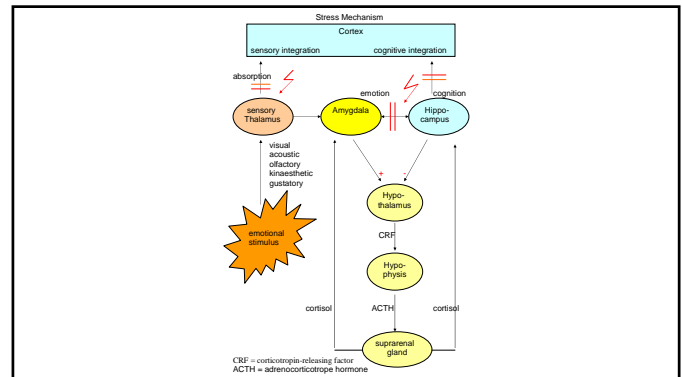 Stress Mechanism
Cortex
sensory integration
cognitive integration
absorption
emotion
cognition
sensory
Thalamus
Amygdala
Hippo-
campus
visual
acoustic
olfactory
kinaesthetic
gustatory
+
-
Hypo-
thalamus
emotional
stimulus
CRF
Hypo-
physis
cortisol
ACTH
cortisol
suprarenal
gland
CRF = corticotropin-releasing factor
ACTH = adrenocorticotrope hormone